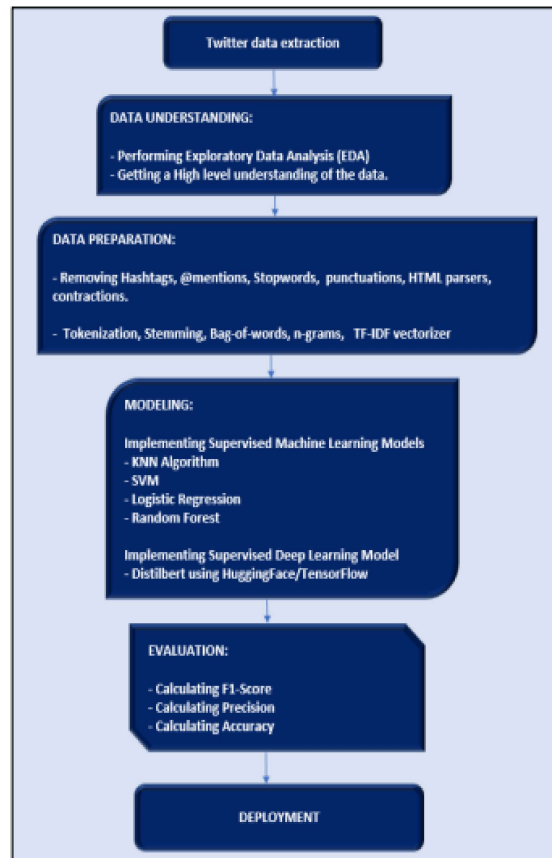 Twitter data extraction
DATA UNDERSTANDING:
- Performing Exploratory Data Analysis (EDA)
- Getting a High level understanding of the data.
DATA PREPARATION:
- Removing Hashtags, @mentions, Stopwords, punctuations, HTML parsers,
contractions.
- Tokenization, Stemming, Bag-of-words, n-grams, TF-IDF vectorizer
MODELING:
Implementing Supervised Machine Learning Models
- KNN Algorithm
- SVM
- Logistic Regression
- Random Forest
Implementing Supervised Deep Learning Model
- Distilbert using HuggingFace/TensorFlow
EVALUATION:
- Calculating F1-Score
- Calculating Precision
- Calculating Accuracy
DEPLOYMENT